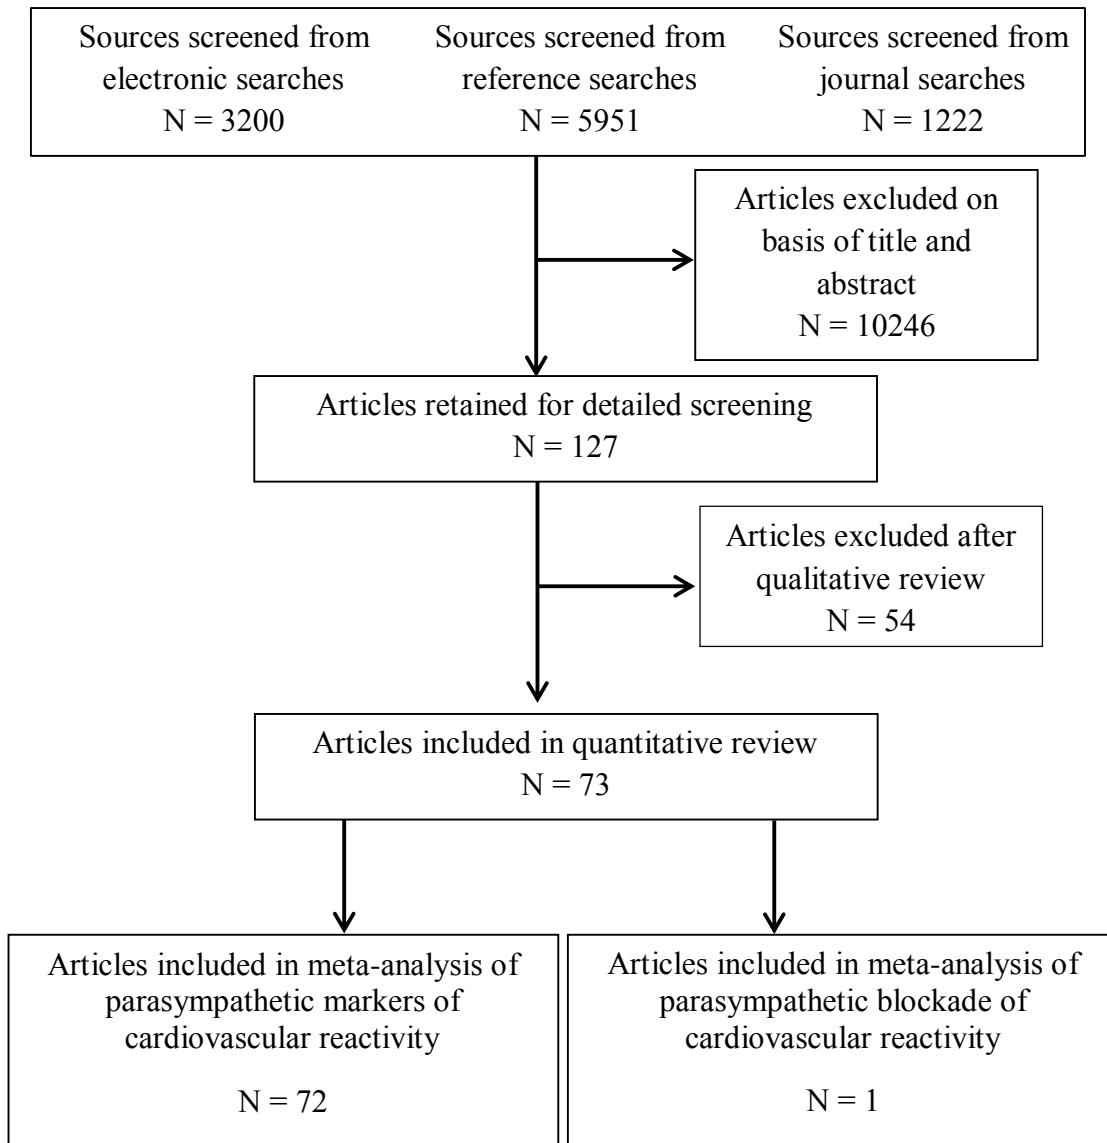 Sources screened from
electronic searches
N = 3200
Sources screened from
reference searches
N = 5951
Sources screened from
journal searches
N = 1222
Articles excluded on
basis of title and
abstract
N = 10246
Articles retained for detailed screening
N = 127
Articles excluded after
qualitative review
N = 54
Articles included in quantitative review
N = 73
Articles included in meta-analysis of
parasympathetic markers of
cardiovascular reactivity
N = 72
Articles included in meta-analysis of
parasympathetic blockade of
cardiovascular reactivity
N = 1